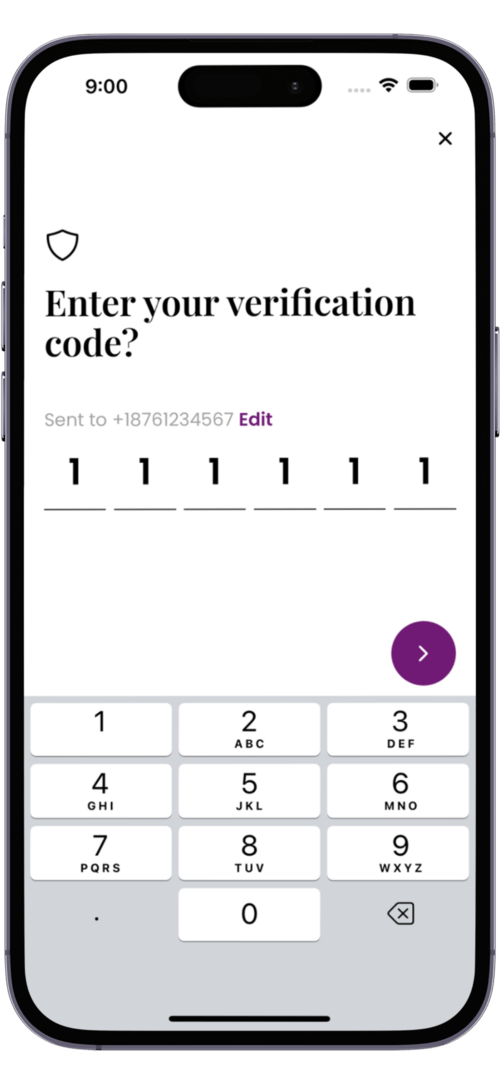 9:00
Enter your verification
code?
Sent to +18761234567 Edit
1 1 1 1 1 1
1 2 3
ABC DEF
4 5 6
GHI JKL MNO
7 8 9
PQRS TUV WXYZ
. 0